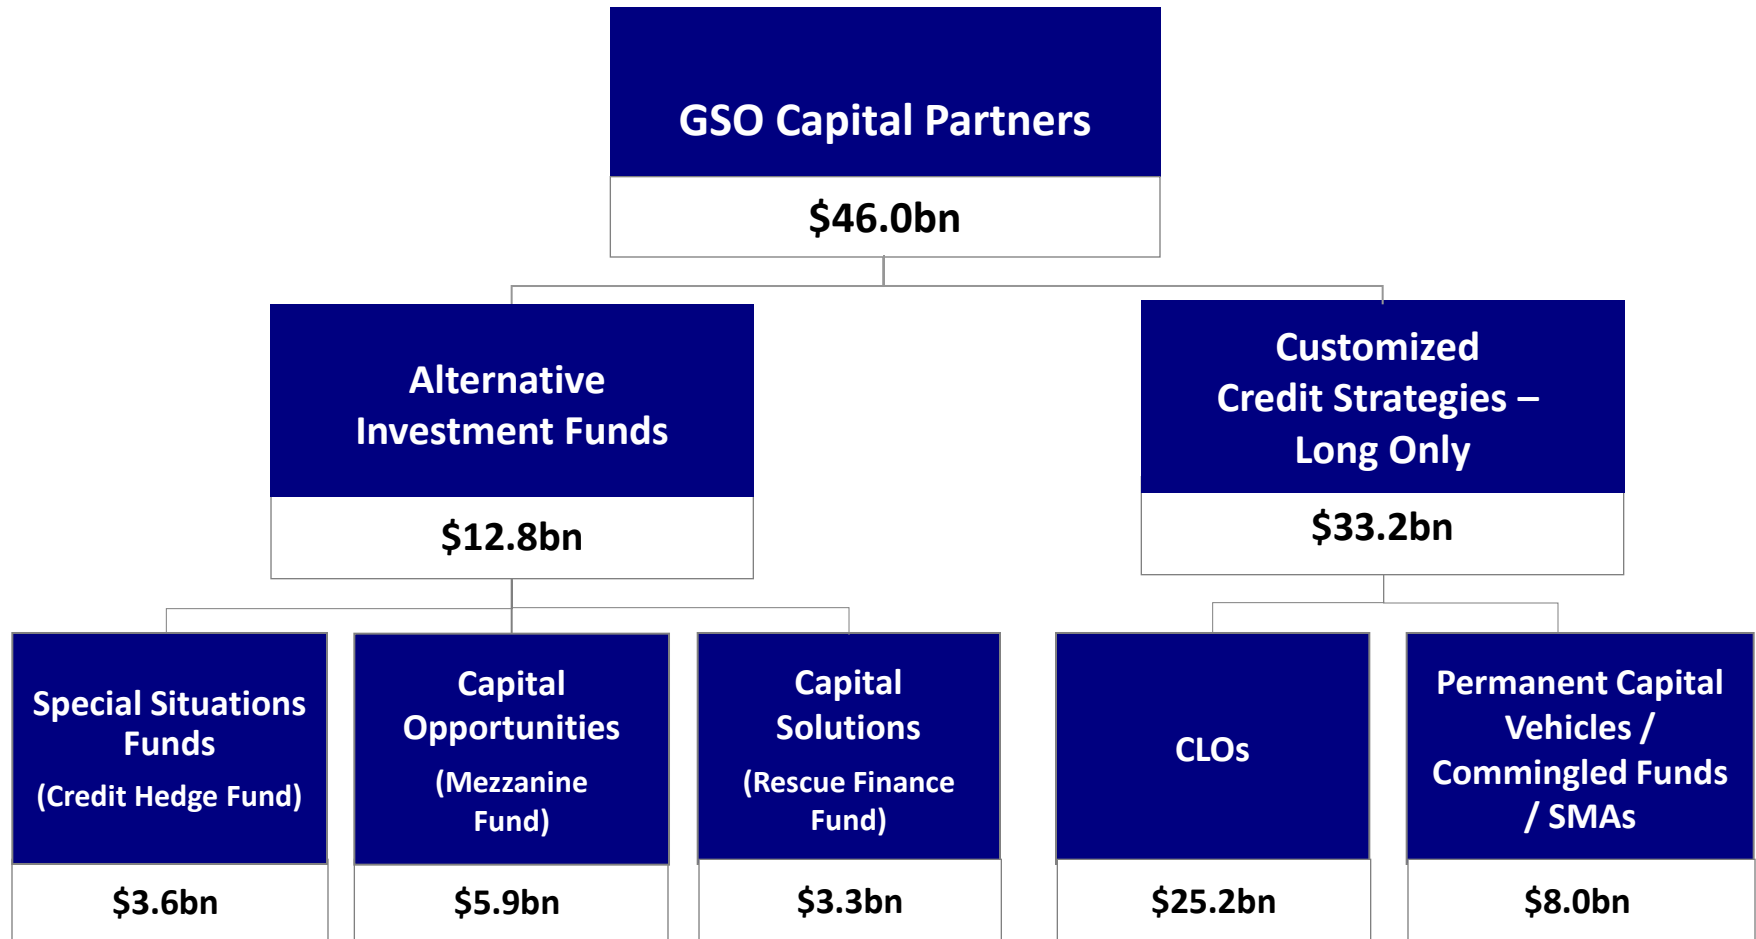 GSO Capital Partners
$46.0bn
Alternative
Investment Funds
$12.8bn
Customized
Credit Strategies –
Long Only
$33.2bn
Special Situations
Funds
(Credit Hedge Fund)
$3.6bn
Capital
Opportunities
(Mezzanine
Fund)
$5.9bn
Capital
Solutions
(Rescue Finance
Fund)
$3.3bn
CLOs
$25.2bn
Permanent Capital
Vehicles /
Commingled Funds
/ SMAs
$8.0bn